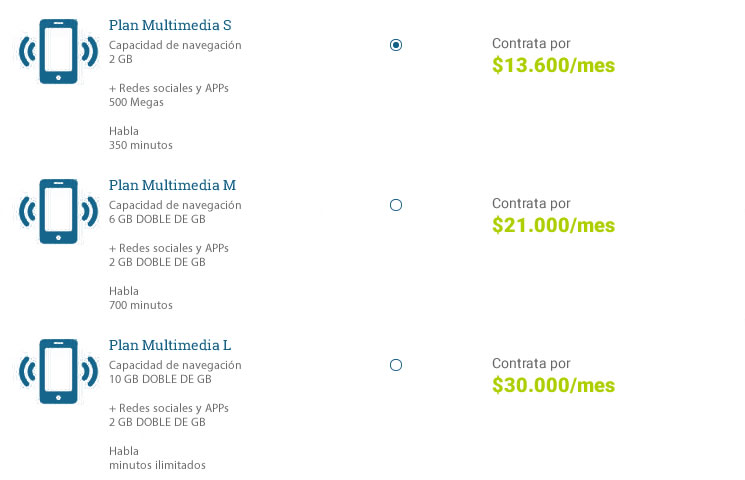 Plan Multimedia S
Capacidad de navegación
2 GB
+ Redes sociales y APPs
500 Megas
Habla
350 minutos
Contrata por
$13.600/mes
Plan Multimedia M
Capacidad de navegación
6 GB DOBLE DE GB
+ Redes sociales y APPs
2 GB DOBLE DE GB
Habla
700 minutos
Contrata por
$21.000/mes
Plan Multimedia L
Capacidad de navegación
10 GB DOBLE DE GB
+ Redes sociales y APPs
2 GB DOBLE DE GB
Habla
minutos ilimitados
Contrata por
$30.000/mes